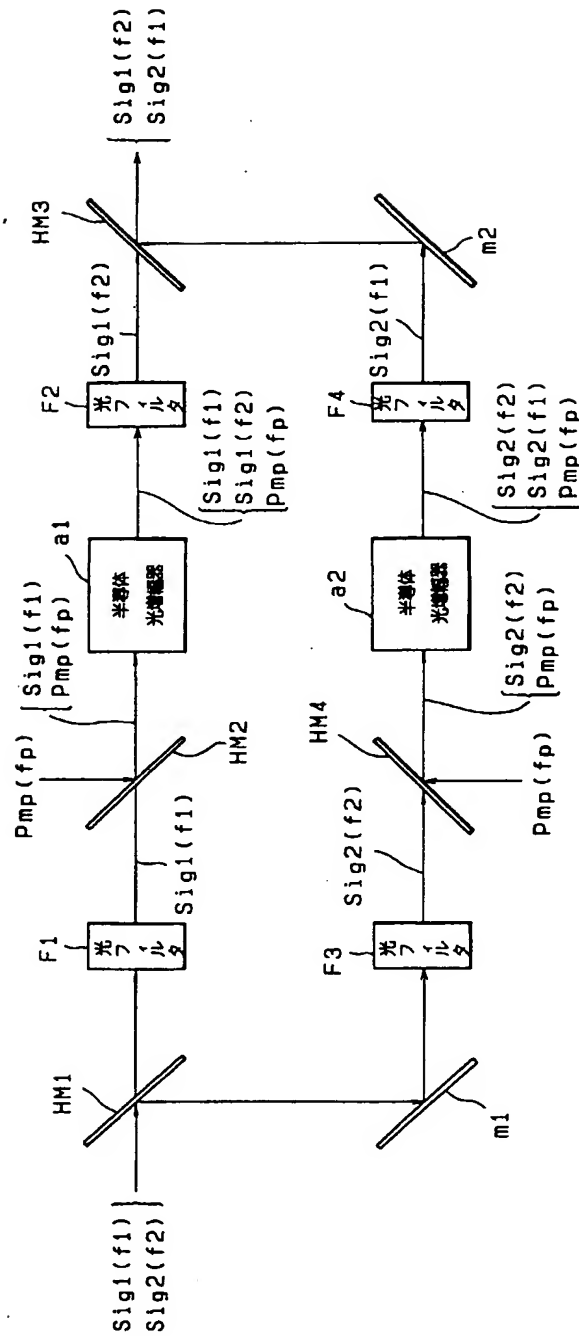 Sig1(f1)
Sig2(f2)
HM1
F1
光フィルタ
Sig1(f1)
Pmp(fp)
HM2
Sig1(f1)
Pmp(fp)
a1
半導体
光増幅器
Sig1(f1)
Sig1(f2)
Pmp(fp)
F2
光フィルタ
Sig1(f2)
HM3
Sig1(f2)
Sig2(f1)
m1
F3
光フィルタ
Sig2(f2)
HM4
Pmp(fp)
Sig2(f2)
Pmp(fp)
a2
半導体
光増幅器
Sig2(f2)
Sig2(f1)
Pmp(fp)
F4
光フィルタ
Sig2(f1)
m2